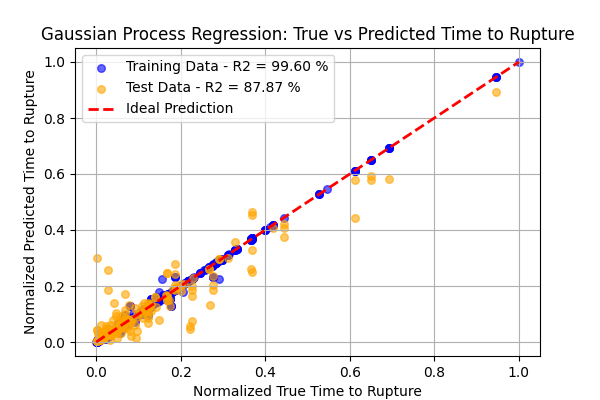 Gaussian Process Regression: True vs Predicted Time to Rupture
Training Data - R2 = 99.60 %
Test Data - R2 = 87.87 %
Ideal Prediction
Normalized Predicted Time to Rupture
1.0
0.8
0.6
0.4
0.2
0.0
0.0 0.2 0.4 0.6 0.8 1.0
Normalized True Time to Rupture